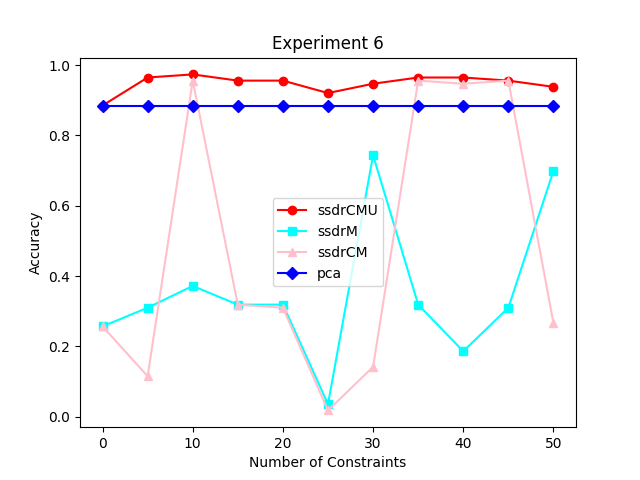 Experiment 6
1.0
0.8
0.6
0.4
0.2
0.0
Accuracy
ssdrCMU
ssdrM
ssdrCM
pca
0 10 20 30 40 50
Number of Constraints